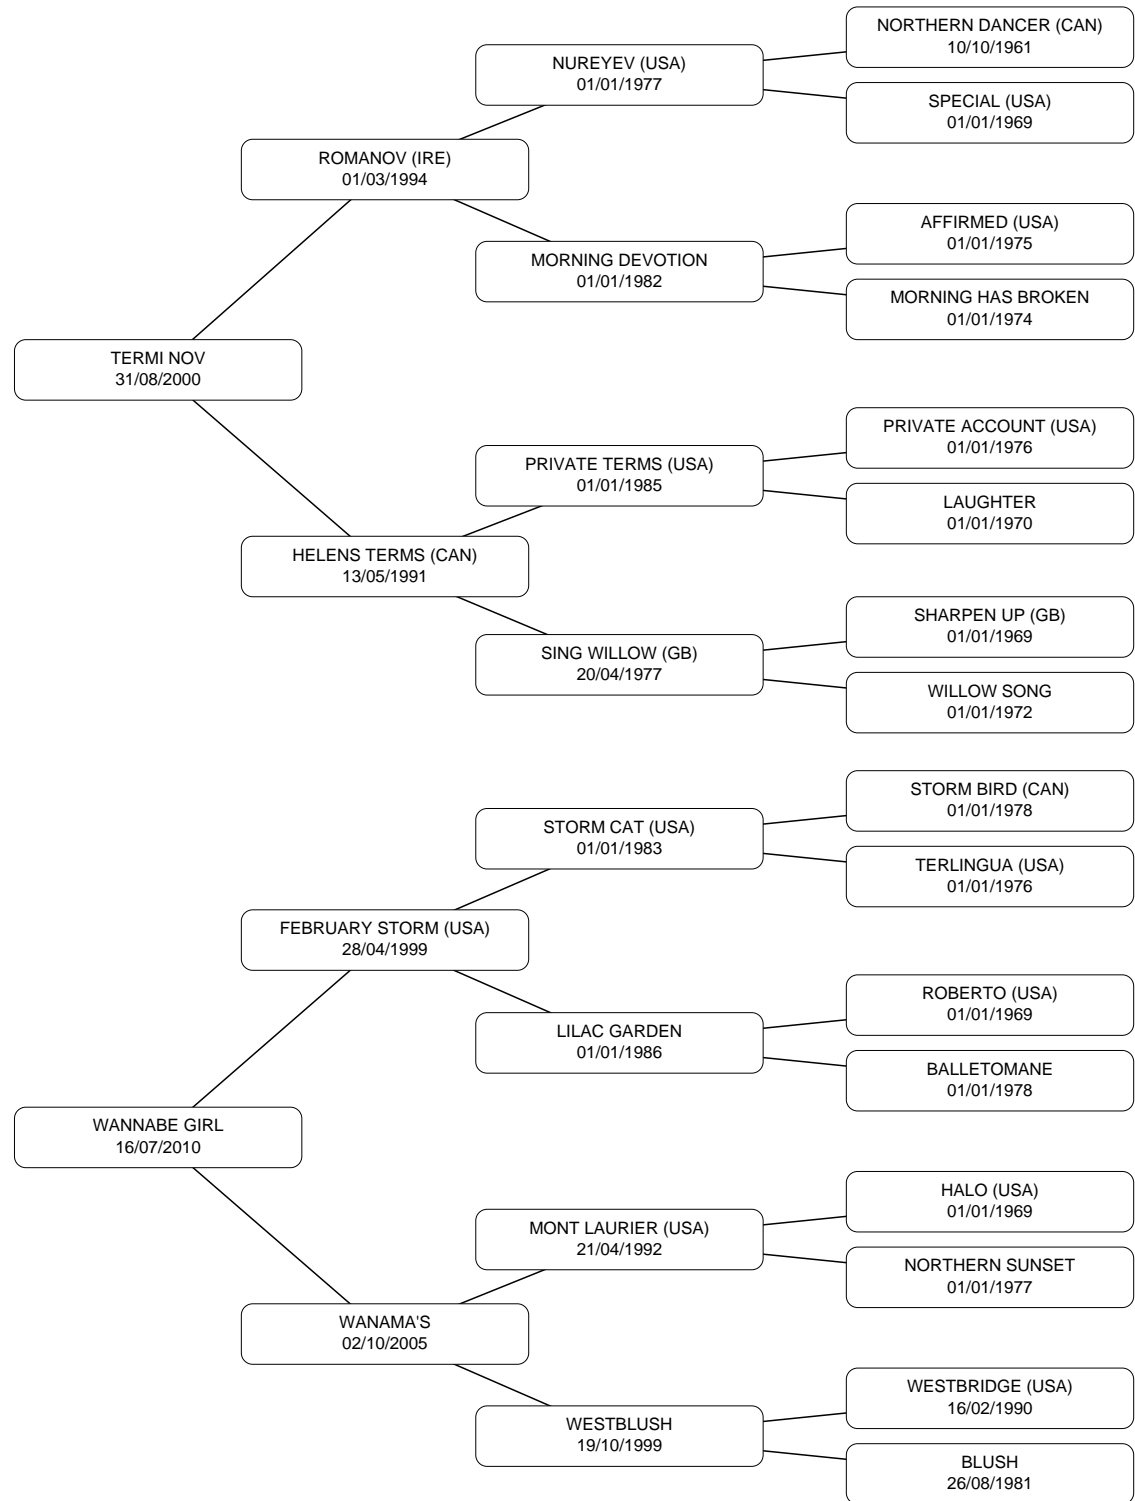 NORTHERN DANCER (CAN)
10/10/1961
NUREYEV (USA)
01/01/1977
SPECIAL (USA)
01/01/1969
ROMANOV (IRE)
01/03/1994
AFFIRMED (USA)
01/01/1975
MORNING DEVOTION
01/01/1982
MORNING HAS BROKEN
01/01/1974
TERMI NOV
31/08/2000
PRIVATE ACCOUNT (USA)
01/01/1976
PRIVATE TERMS (USA)
01/01/1985
LAUGHTER
01/01/1970
HELENS TERMS (CAN)
13/05/1991
SHARPEN UP (GB)
01/01/1969
SING WILLOW (GB)
20/04/1977
WILLOW SONG
01/01/1972
STORM BIRD (CAN)
01/01/1978
STORM CAT (USA)
01/01/1983
TERLINGUA (USA)
01/01/1976
FEBRUARY STORM (USA)
28/04/1999
ROBERTO (USA)
01/01/1969
LILAC GARDEN
01/01/1986
BALLETOMANE
01/01/1978
WANNABE GIRL
16/07/2010
HALO (USA)
01/01/1969
MONT LAURIER (USA)
21/04/1992
NORTHERN SUNSET
01/01/1977
WANAMA'S
02/10/2005
WESTBRIDGE (USA)
16/02/1990
WESTBLUSH
19/10/1999
BLUSH
26/08/1981